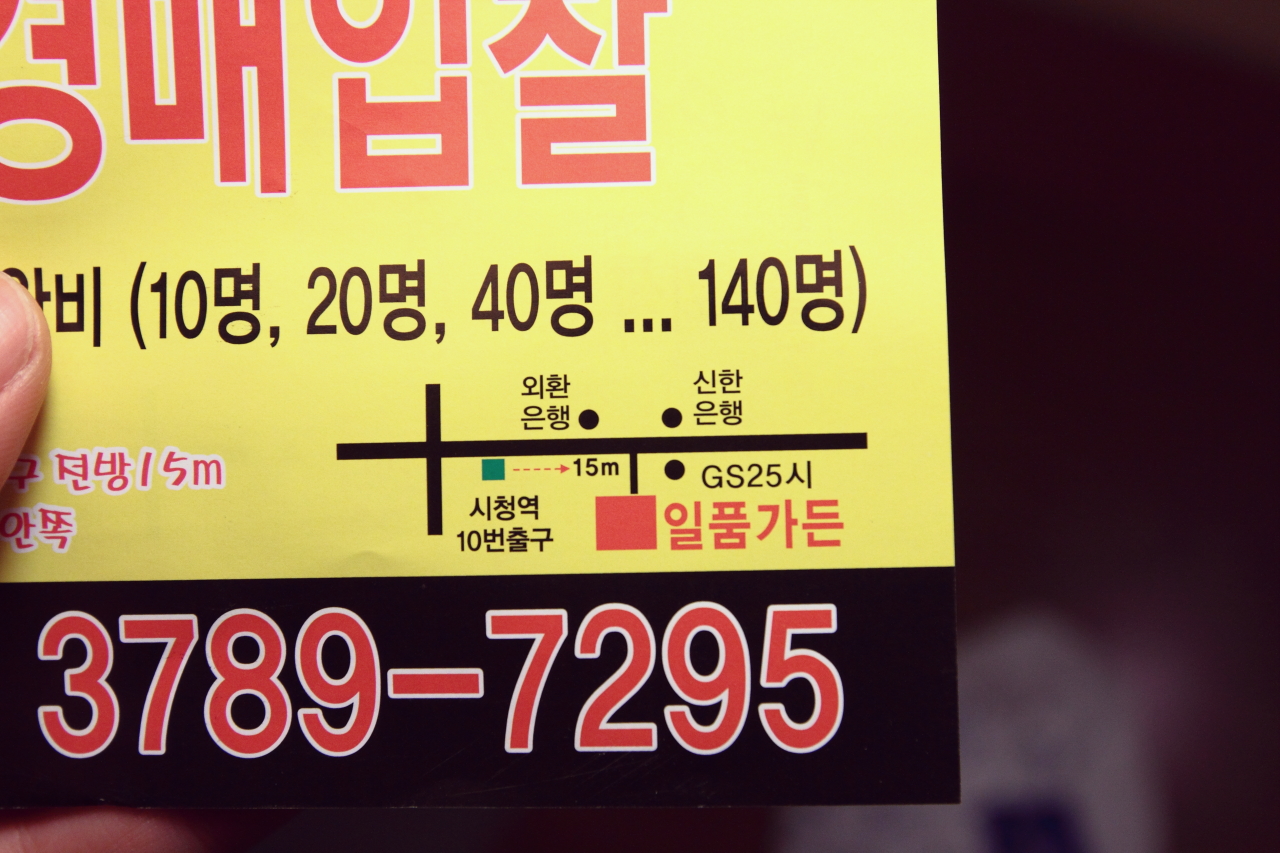 경매입찰
완비 (10명, 20명, 40명 ... 140명)
외환
은행
신한
은행
구 전방15m
15m
GS25시
안쪽
시청역
10번출구
일품가든
3789-7295